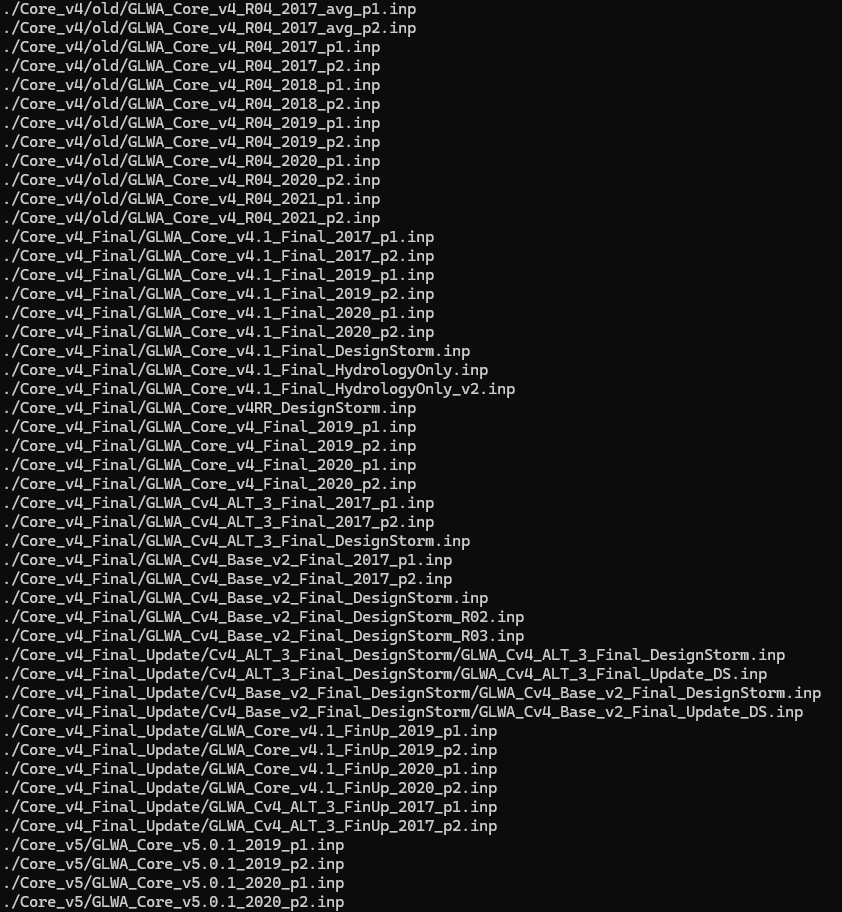 ./Core_v4/old/GLWA_Core_v4_R04_2017_avg_p1.inp
./Core_v4/old/GLWA_Core_v4_R04_2017_avg_p2.inp
./Core_v4/old/GLWA_Core_v4_R04_2017_p1.inp
./Core_v4/old/GLWA_Core_v4_R04_2017_p2.inp
./Core_v4/old/GLWA_Core_v4_R04_2018_p1.inp
./Core_v4/old/GLWA_Core_v4_R04_2018_p2.inp
./Core_v4/old/GLWA_Core_v4_R04_2019_p1.inp
./Core_v4/old/GLWA_Core_v4_R04_2019_p2.inp
./Core_v4/old/GLWA_Core_v4_R04_2020_p1.inp
./Core_v4/old/GLWA_Core_v4_R04_2020_p2.inp
./Core_v4/old/GLWA_Core_v4_R04_2021_p1.inp
./Core_v4/old/GLWA_Core_v4_R04_2021_p2.inp
./Core_v4_Final/GLWA_Core_v4.1_Final_2017_p1.inp
./Core_v4_Final/GLWA_Core_v4.1_Final_2017_p2.inp
./Core_v4_Final/GLWA_Core_v4.1_Final_2019_p1.inp
./Core_v4_Final/GLWA_Core_v4.1_Final_2019_p2.inp
./Core_v4_Final/GLWA_Core_v4.1_Final_2020_p1.inp
./Core_v4_Final/GLWA_Core_v4.1_Final_2020_p2.inp
./Core_v4_Final/GLWA_Core_v4.1_Final_DesignStorm.inp
./Core_v4_Final/GLWA_Core_v4.1_Final_HydrologyOnly.inp
./Core_v4_Final/GLWA_Core_v4.1_Final_HydrologyOnly_v2.inp
./Core_v4_Final/GLWA_Core_v4RR_DesignStorm.inp
./Core_v4_Final/GLWA_Core_v4_Final_2019_p1.inp
./Core_v4_Final/GLWA_Core_v4_Final_2019_p2.inp
./Core_v4_Final/GLWA_Core_v4_Final_2020_p1.inp
./Core_v4_Final/GLWA_Core_v4_Final_2020_p2.inp
./Core_v4_Final/GLWA_Cv4_ALT_3_Final_2017_p1.inp
./Core_v4_Final/GLWA_Cv4_ALT_3_Final_2017_p2.inp
./Core_v4_Final/GLWA_Cv4_ALT_3_Final_DesignStorm.inp
./Core_v4_Final/GLWA_Cv4_Base_v2_Final_2017_p1.inp
./Core_v4_Final/GLWA_Cv4_Base_v2_Final_2017_p2.inp
./Core_v4_Final/GLWA_Cv4_Base_v2_Final_DesignStorm.inp
./Core_v4_Final/GLWA_Cv4_Base_v2_Final_DesignStorm_R02.inp
./Core_v4_Final/GLWA_Cv4_Base_v2_Final_DesignStorm_R03.inp
./Core_v4_Final_Update/Cv4_ALT_3_Final_DesignStorm/GLWA_Cv4_ALT_3_Final_DesignStorm.inp
./Core_v4_Final_Update/Cv4_ALT_3_Final_DesignStorm/GLWA_Cv4_ALT_3_Final_Update_DS.inp
./Core_v4_Final_Update/Cv4_Base_v2_Final_DesignStorm/GLWA_Cv4_Base_v2_Final_DesignStorm.inp
./Core_v4_Final_Update/Cv4_Base_v2_Final_DesignStorm/GLWA_Cv4_Base_v2_Final_Update_DS.inp
./Core_v4_Final_Update/GLWA_Core_v4.1_FinUp_2019_p1.inp
./Core_v4_Final_Update/GLWA_Core_v4.1_FinUp_2019_p2.inp
./Core_v4_Final_Update/GLWA_Core_v4.1_FinUp_2020_p1.inp
./Core_v4_Final_Update/GLWA_Core_v4.1_FinUp_2020_p2.inp
./Core_v4_Final_Update/GLWA_Cv4_ALT_3_FinUp_2017_p1.inp
./Core_v4_Final_Update/GLWA_Cv4_ALT_3_FinUp_2017_p2.inp
./Core_v5/GLWA_Core_v5.0.1_2019_p1.inp
./Core_v5/GLWA_Core_v5.0.1_2019_p2.inp
./Core_v5/GLWA_Core_v5.0.1_2020_p1.inp
./Core_v5/GLWA_Core_v5.0.1_2020_p2.inp